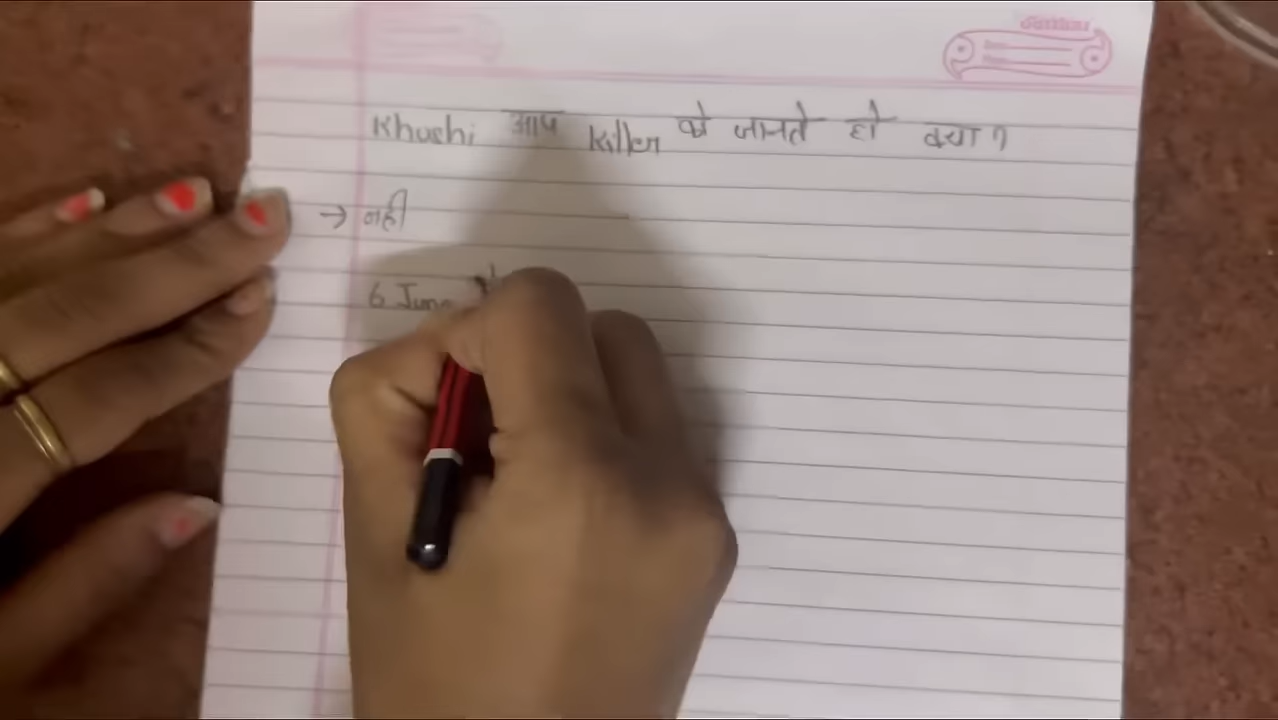 Khushi आप killer को जानते हो क्या?
→ नही
6 June